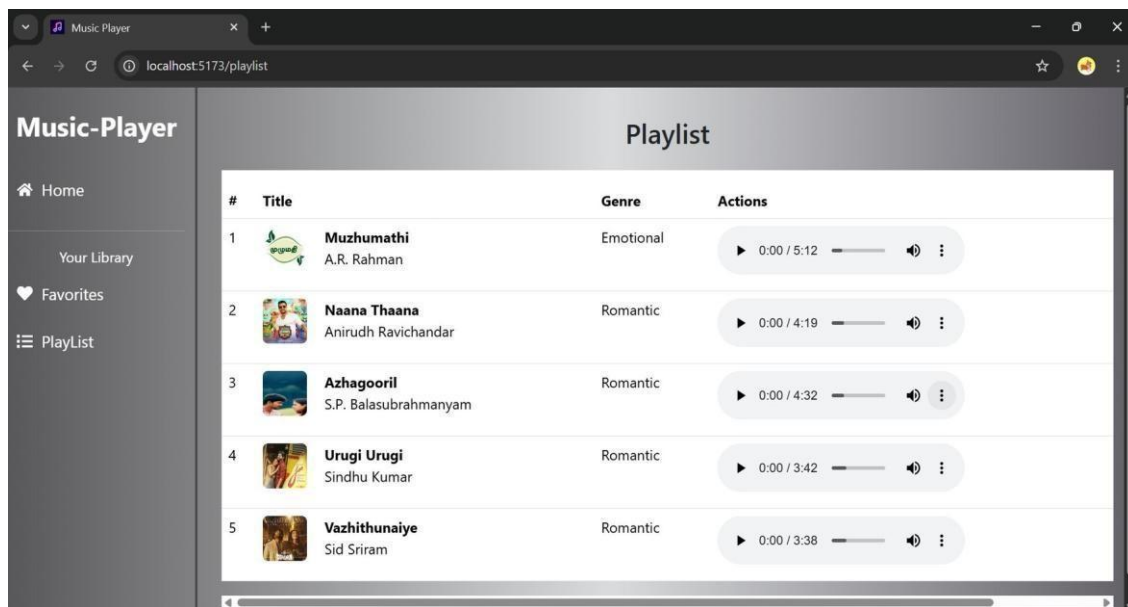 Music Player
localhost:5173/playlist
Music-Player
Home
Your Library
Favorites
PlayList
Playlist
# Title Genre Actions
1 Muzhumathi Emotional 0:00 / 5:12
A.R. Rahman
2 Naana Thaana Romantic 0:00 / 4:19
Anirudh Ravichandar
3 Azhagooril Romantic 0:00 / 4:32
S.P. Balasubrahmanyam
4 Urugi Urugi Romantic 0:00 / 3:42
Sindhu Kumar
5 Vazhithunaiye Romantic 0:00 / 3:38
Sid Sriram